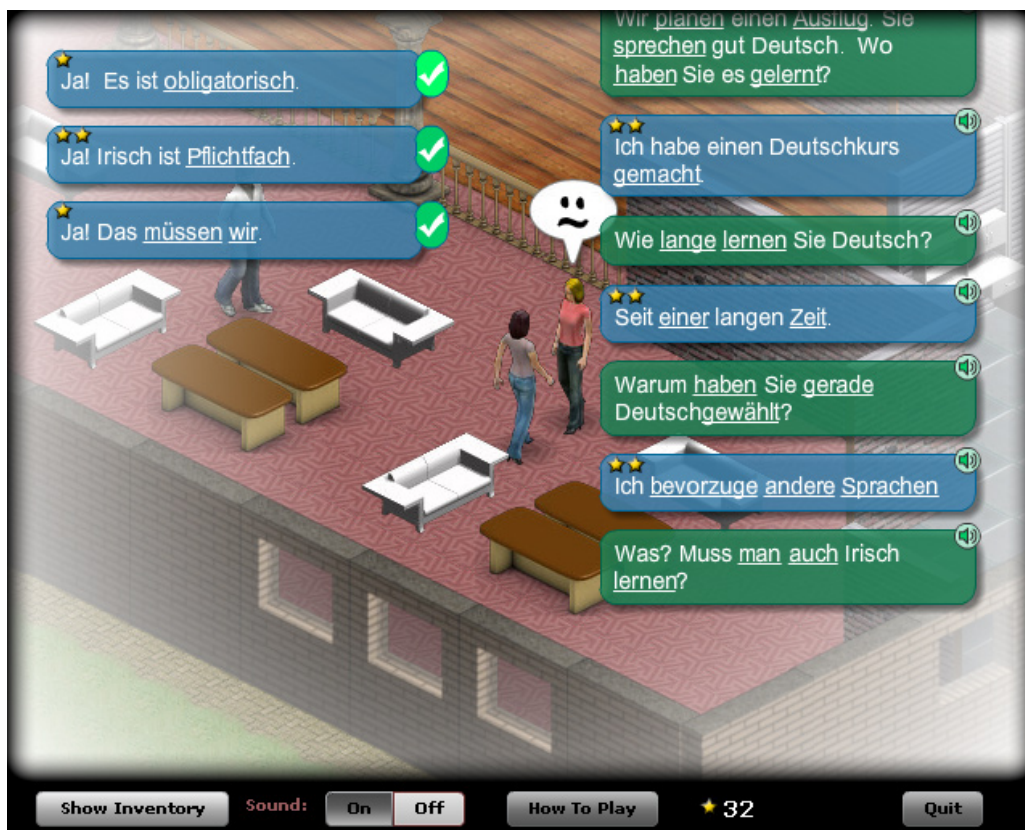 Ja! Es ist obligatorisch.
Ja! Irisch ist Pflichtfach.
Ja! Das müssen wir.
Wir planen einen Ausflug. Sie
sprechen gut Deutsch. Wo
haben Sie es gelernt?
Ich habe einen Deutschkurs
gemacht.
Wie lange lernen Sie Deutsch?
Seit einer langen Zeit.
Warum haben Sie gerade
Deutschgewählt?
Ich bevorzuge andere Sprachen
Was? Muss man auch Irisch
lernen?
Show Inventory Sound: On Off How To Play 32 Quit